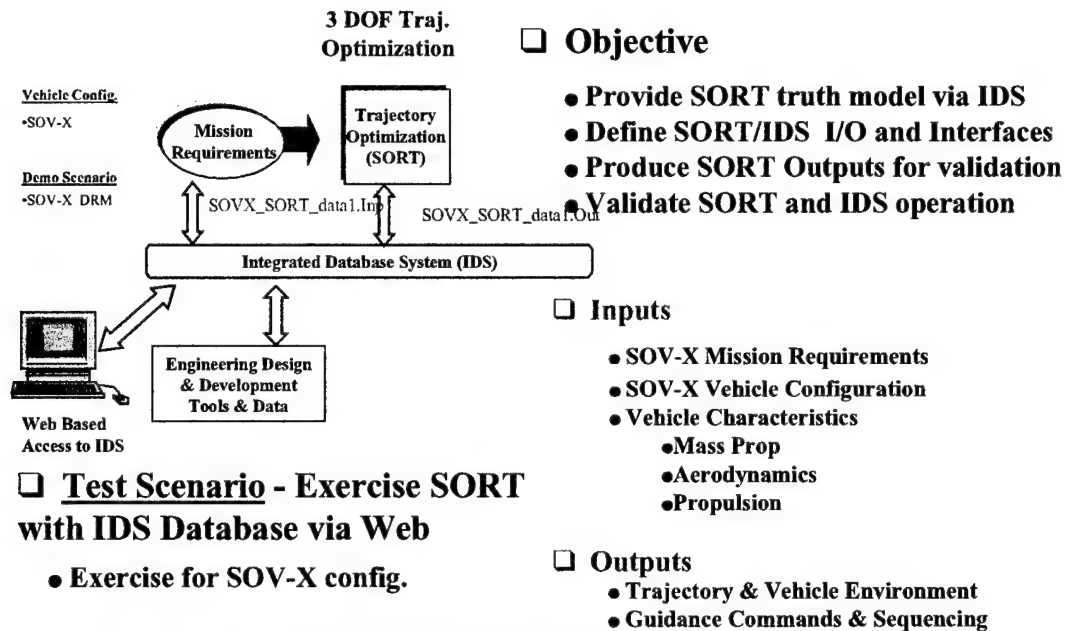 3 DOF Traj.
Optimization
Vehicle Config.
•SOV-X
Demo Scenario
•SOV-X DRM
Mission
Requirements
Trajectory
Optimization
(SORT)
SOVX_SORT_data1.Inp
SOVX_SORT_data1.Out
Integrated Database System (IDS)
Engineering Design
& Development
Tools & Data
Web Based
Access to IDS
❑ Test Scenario - Exercise SORT
with IDS Database via Web
• Exercise for SOV-X config.
❑ Objective
• Provide SORT truth model via IDS
• Define SORT/IDS I/O and Interfaces
• Produce SORT Outputs for validation
• Validate SORT and IDS operation
❑ Inputs
• SOV-X Mission Requirements
• SOV-X Vehicle Configuration
• Vehicle Characteristics
•Mass Prop
•Aerodynamics
•Propulsion
❑ Outputs
• Trajectory & Vehicle Environment
• Guidance Commands & Sequencing